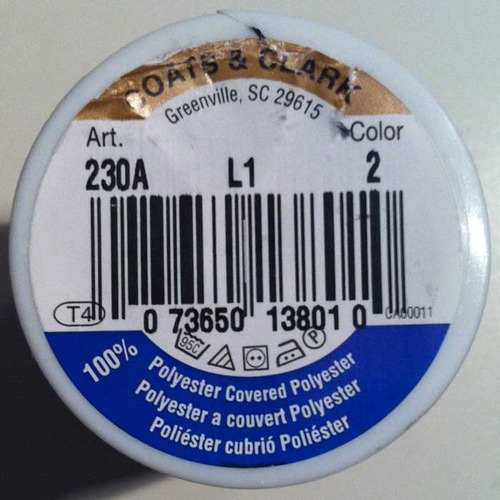 COATS & CLARK
Greenville, SC 29615
Art. Color
230A L1 2
T4
0 73650 13801 0 CA00011
95C P
100%
Polyester Covered Polyester
Polyester a couvert Polyester
Poliéster cubrió Poliéster